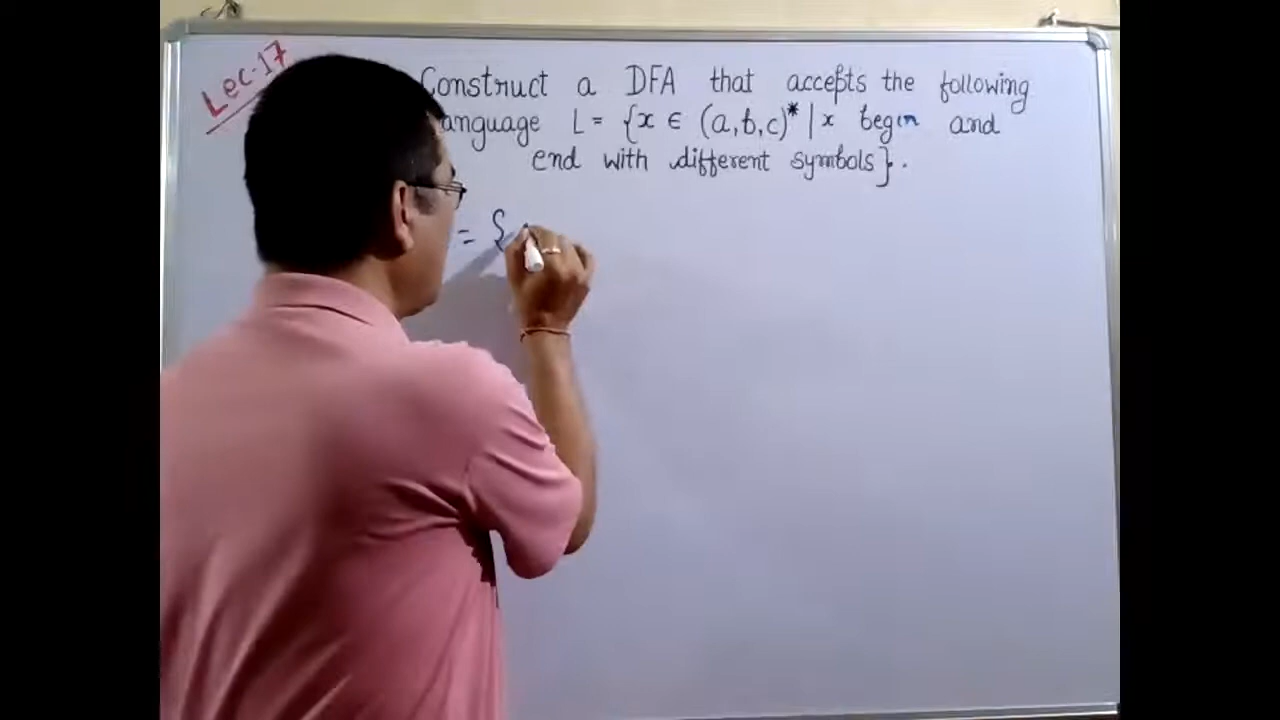 Lec-17
Construct a DFA that accepts the following
anguage L = {x ∈ (a,b,c)* | x begin and
end with different symbols}.
= {